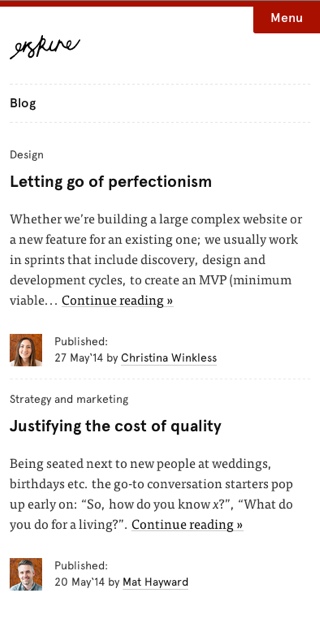 Menu
erskine
Blog
Design
Letting go of perfectionism
Whether we're building a large complex website or
a new feature for an existing one; we usually work
in sprints that include discovery, design and
development cycles, to create an MVP (minimum
viable… Continue reading »
Published:
27 May‘14 by Christina Winkless
Strategy and marketing
Justifying the cost of quality
Being seated next to new people at weddings,
birthdays etc. the go-to conversation starters pop
up early on: “So, how do you know x?”, “What do
you do for a living?”. Continue reading »
Published:
20 May‘14 by Mat Hayward